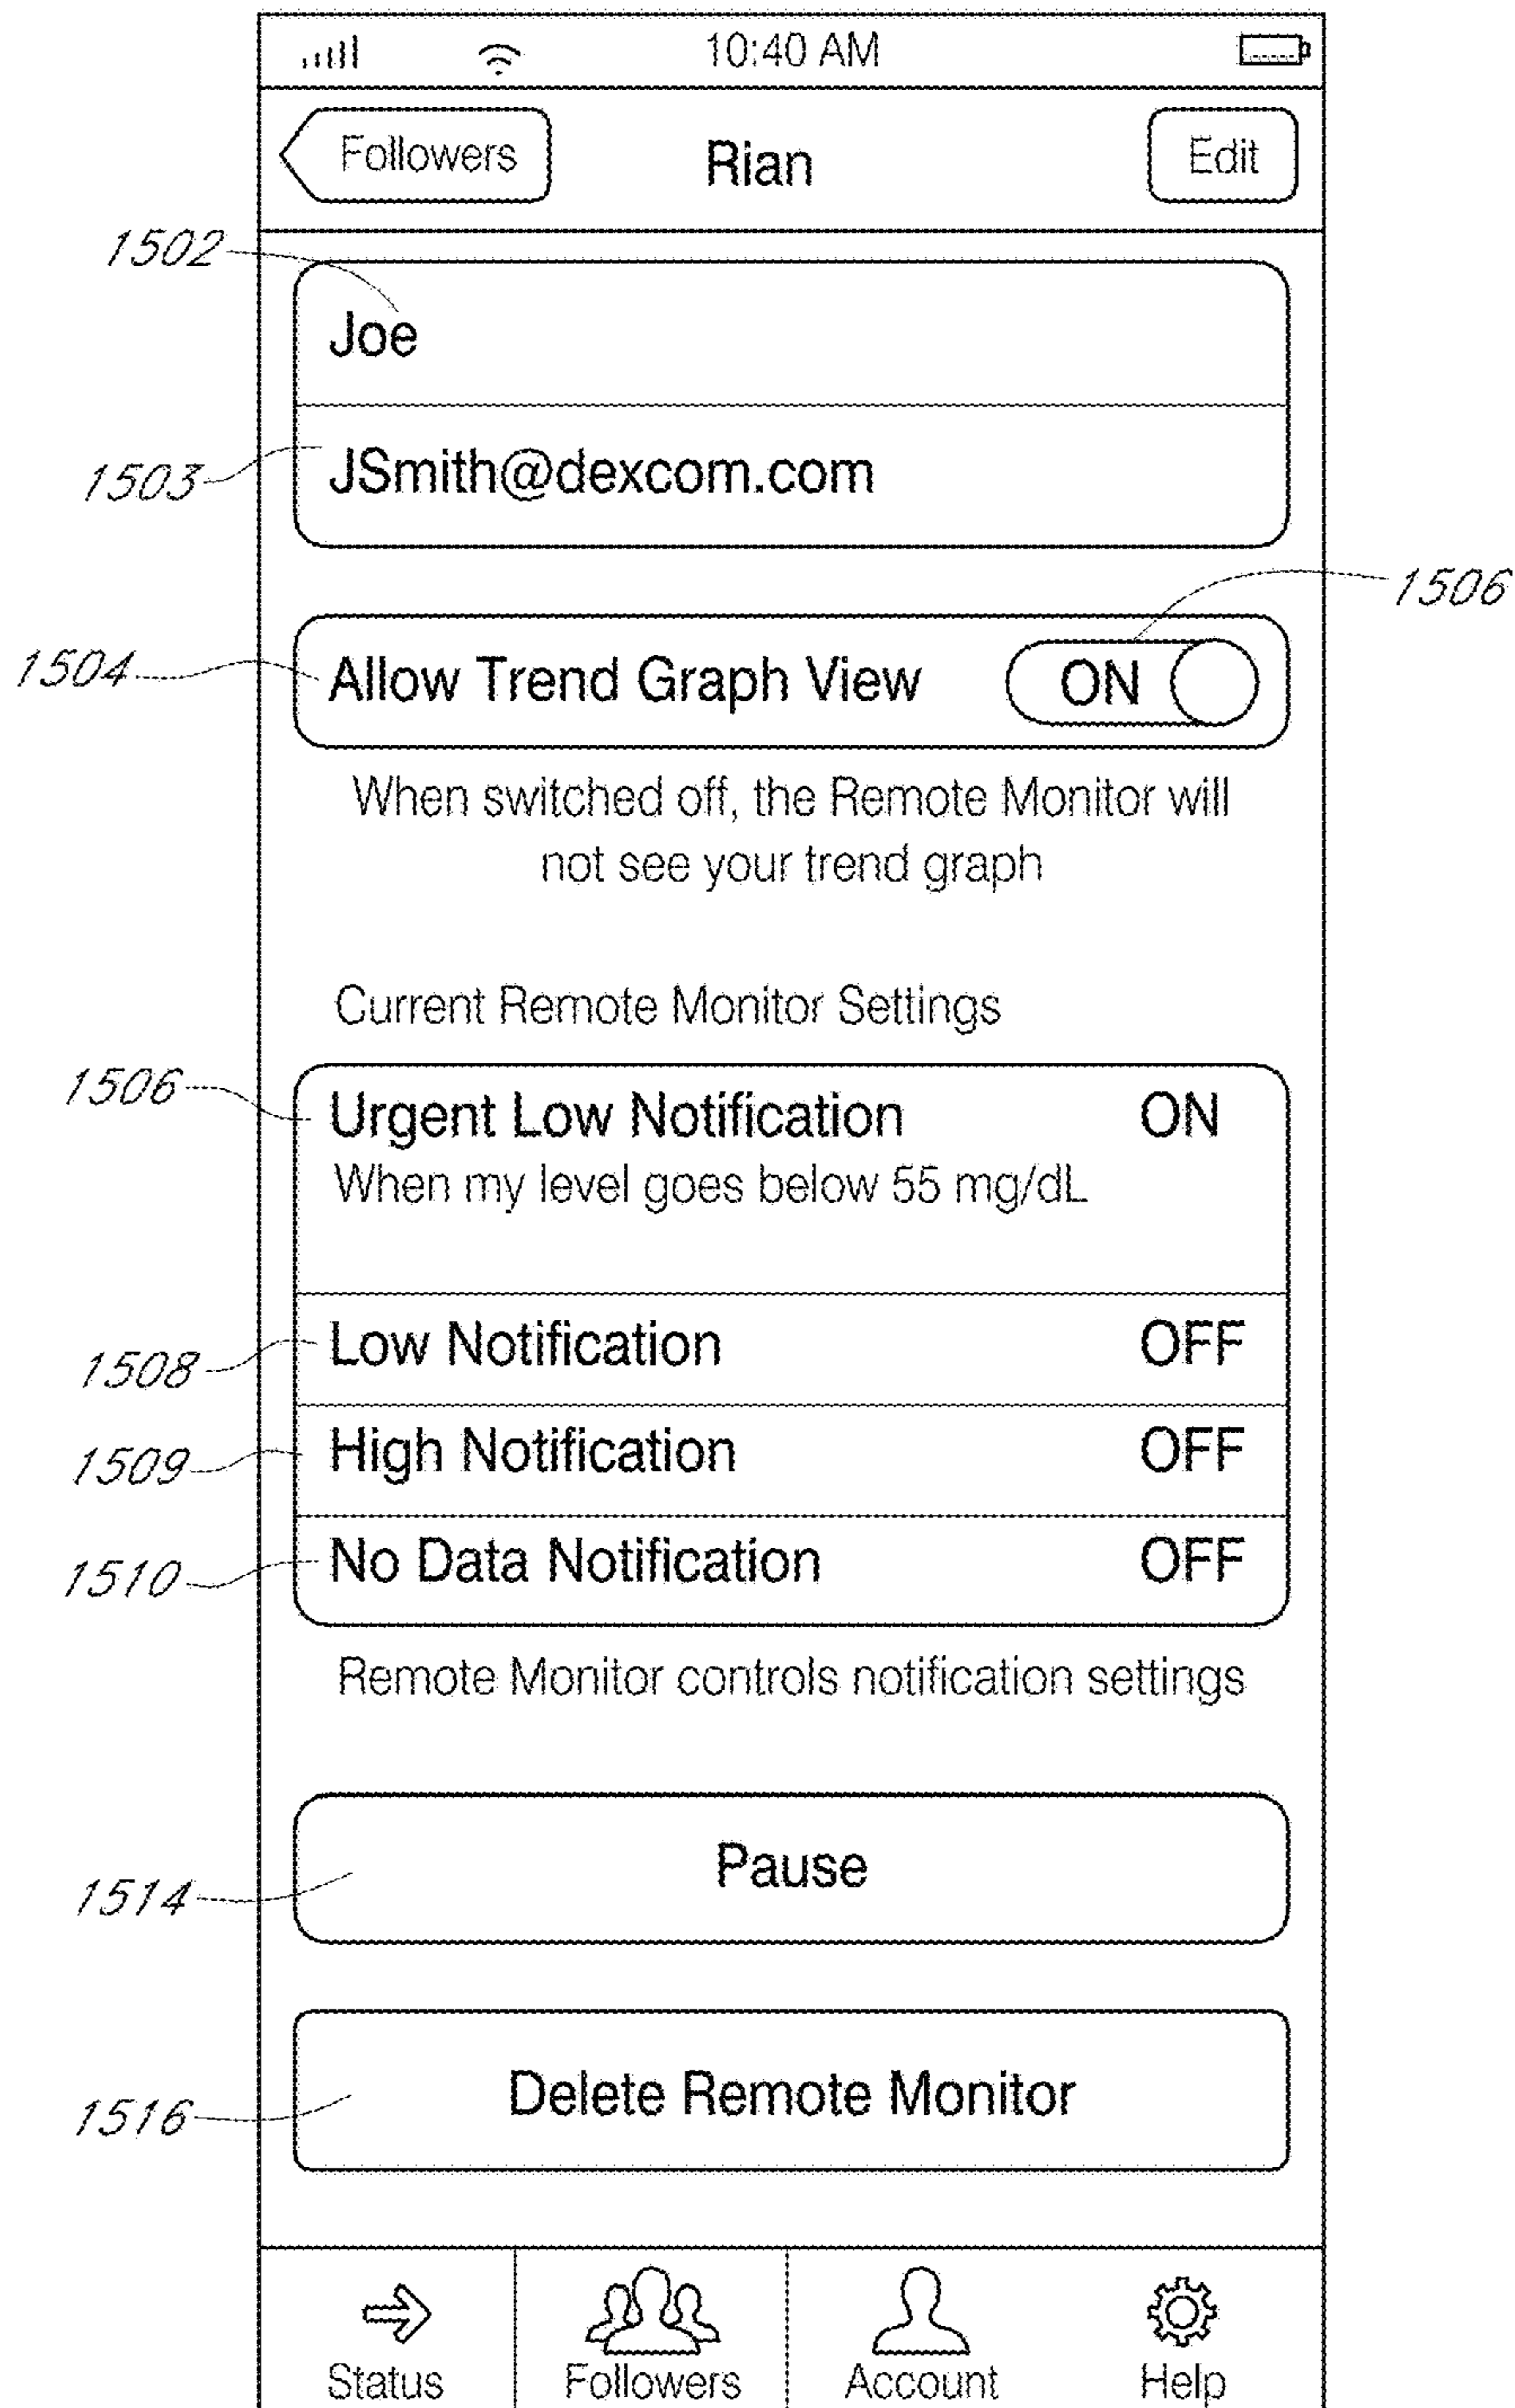 10:40 AM
Followers Rian Edit
1502
Joe
1503 JSmith@dexcom.com
1506
1504 Allow Trend Graph View ON
When switched off, the Remote Monitor will
not see your trend graph
Current Remote Monitor Settings
1506 Urgent Low Notification ON
When my level goes below 55 mg/dL
1508 Low Notification OFF
1509 High Notification OFF
1510 No Data Notification OFF
Remote Monitor controls notification settings
1514 Pause
1516 Delete Remote Monitor
Status Followers Account Help